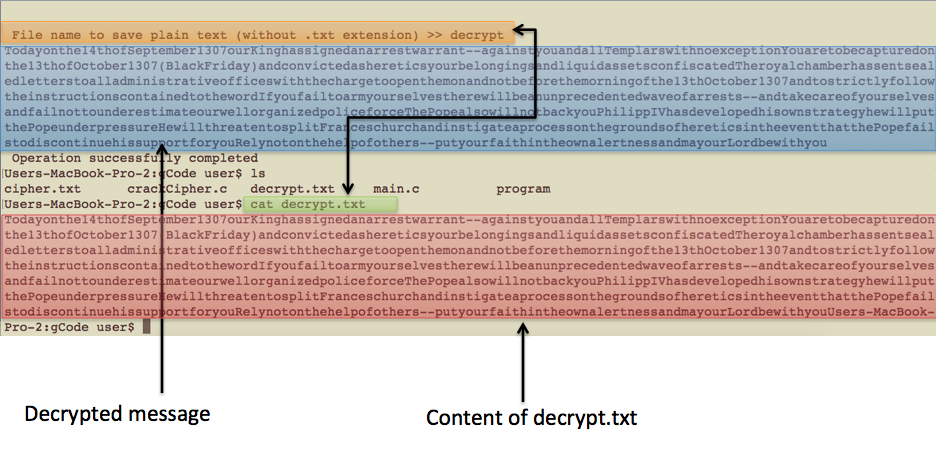 File name to save plain text (without .txt extension) >> decrypt
Todayonthe14thofSeptember1307ourKinghassignedanarrestwarrant--againstyouandallTemplarswithnoexceptionYouaretobecapturedon
the13thofOctober1307(BlackFriday)andconvictedashereticsyourbelongingsandliquidassetsconfiscatedTheroyalchamberhassentseal
edletterstoalladministrativeofficeswiththechargetoopenthemonandnotbeforethemorningofthe13thOctober1307andtostrictlyfollow
theinstructionscontainedtothewordIfyoufailtoarmyourselvestherewillbeanunprecedentedwaveofarrests--andtakecareofyourselves
andfailnottounderestimateourwellorganizedpoliceforceThePopealsowillnotbackyouPhilippIVhasdevelopedhisownstrategyhewillput
thePopeunderpressureHewillthreatentosplitFranceschurchandinstigateaprocessonthegroundsofhereticsintheeventthatthePopefail
stodiscontinuehissupportforyouRelynotonthehelpofothers--putyourfaithintheownalertnessandmayourLordbewithyou
Operation successfully completed
Users-MacBook-Pro-2:gCode user$ ls
cipher.txt crackCipher.c decrypt.txt main.c program
Users-MacBook-Pro-2:gCode user$ cat decrypt.txt
Todayonthe14thofSeptember1307ourKinghassignedanarrestwarrant--againstyouandallTemplarswithnoexceptionYouaretobecapturedon
the13thofOctober1307(BlackFriday)andconvictedashereticsyourbelongingsandliquidassetsconfiscatedTheroyalchamberhassentseal
edletterstoalladministrativeofficeswiththechargetoopenthemonandnotbeforethemorningofthe13thOctober1307andtostrictlyfollow
theinstructionscontainedtothewordIfyoufailtoarmyourselvestherewillbeanunprecedentedwaveofarrests--andtakecareofyourselves
andfailnottounderestimateourwellorganizedpoliceforceThePopealsowillnotbackyouPhilippIVhasdevelopedhisownstrategyhewillput
thePopeunderpressureHewillthreatentosplitFranceschurchandinstigateaprocessonthegroundsofhereticsintheeventthatthePopefail
stodiscontinuehissupportforyouRelynotonthehelpofothers--putyourfaithintheownalertnessandmayourLordbewithyouUsers-MacBook-
Pro-2:gCode user$
Decrypted message
Content of decrypt.txt